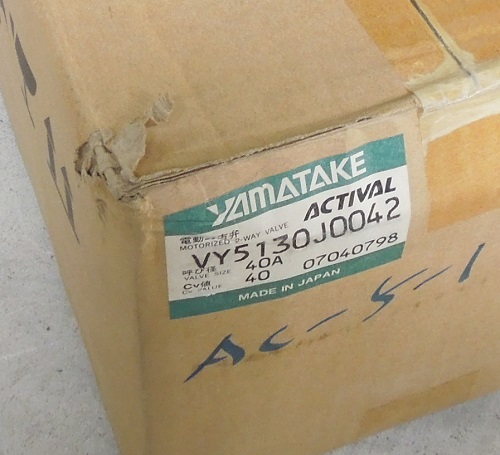 YAMATAKE
電動二方弁 ACTIVAL
MOTORIZED 2-WAY VALVE
VY5130J0042
呼び径 40A 07040798
VALVE SIZE
Cv値 40
Cv VALUE
MADE IN JAPAN
AC-5-1